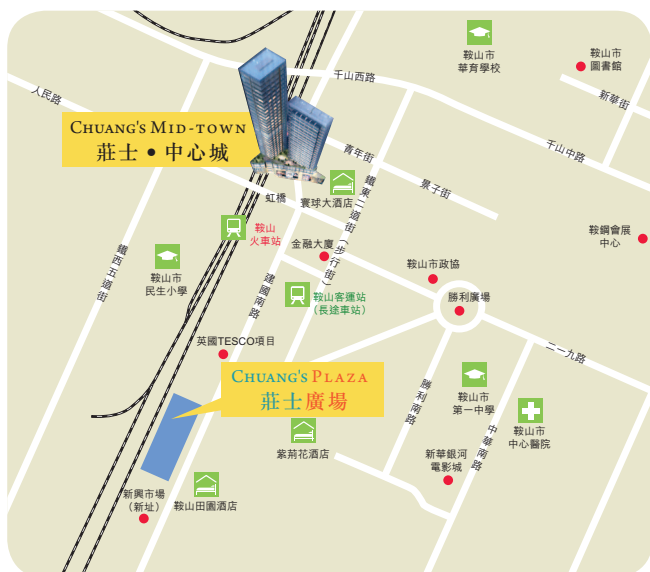 鞍山市
華育學校
鞍山市
圖書館
千山西路
人民路
新華街
CHUANG'S MID-TOWN
莊士 • 中心城
千山中路
青年街
景子街
虹橋
寰球大酒店
鐵東二道街（步行街）
鞍山
火車站
金融大廈
鞍鋼會展
中心
鐵西五道街
鞍山市
民生小學
建國南路
鞍山市政協
鞍山客運站
（長途車站）
勝利廣場
英國TESCO項目
二一九路
CHUANG'S PLAZA
莊士廣場
勝利南路
鞍山市
第一中學
中華南路
鞍山市
中心醫院
紫荊花酒店
新華銀河
電影城
新興市場
（新址）
鞍山田園酒店